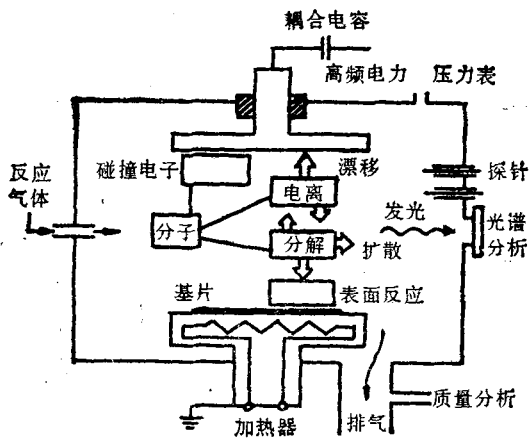 耦合电容
高频电力
压力表
碰撞电子
漂移
探针
反应
气体
电离
分子
发光
光谱
分析
分解
扩散
基片
表面反应
质量分析
加热器
排气